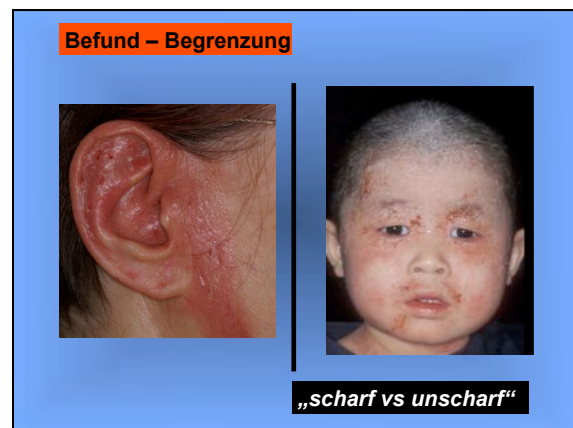 Befund – Begrenzung
„scharf vs unscharf“